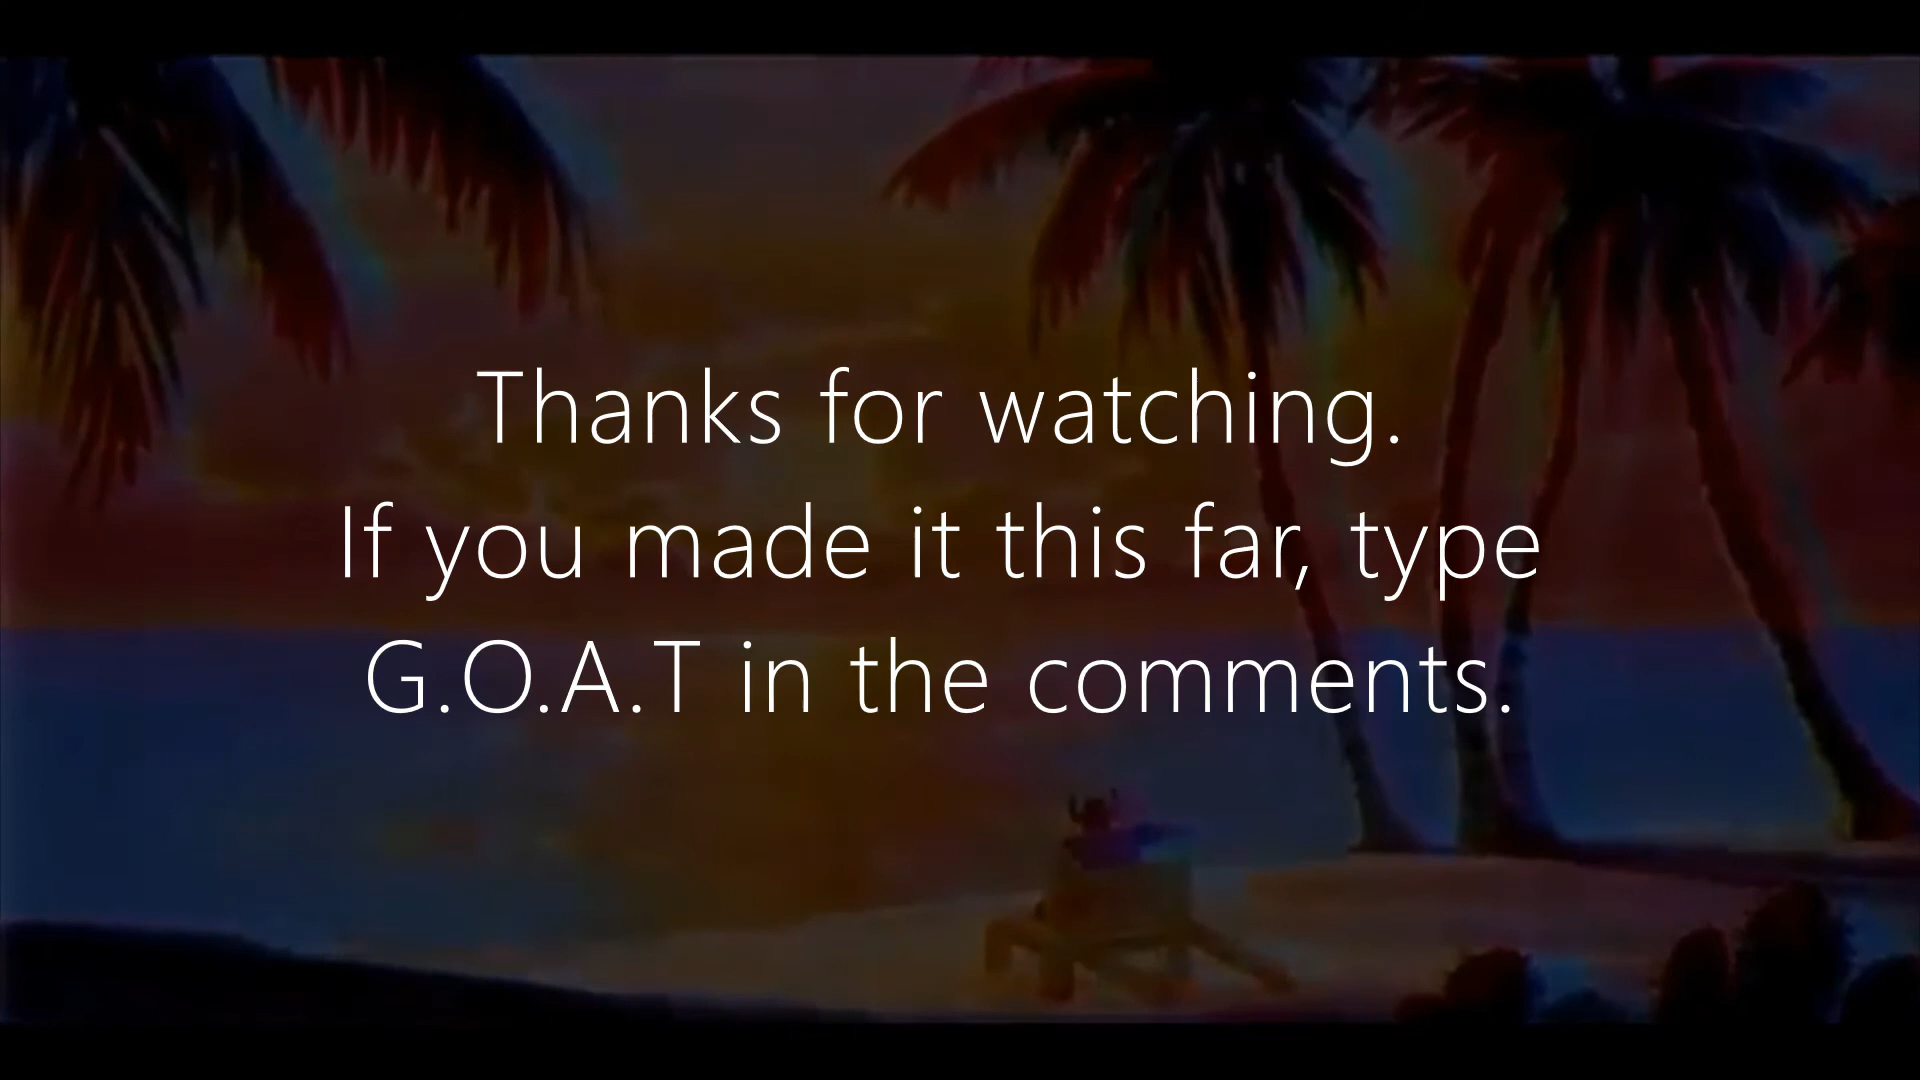 Thanks for watching.
If you made it this far, type
G.O.A.T in the comments.